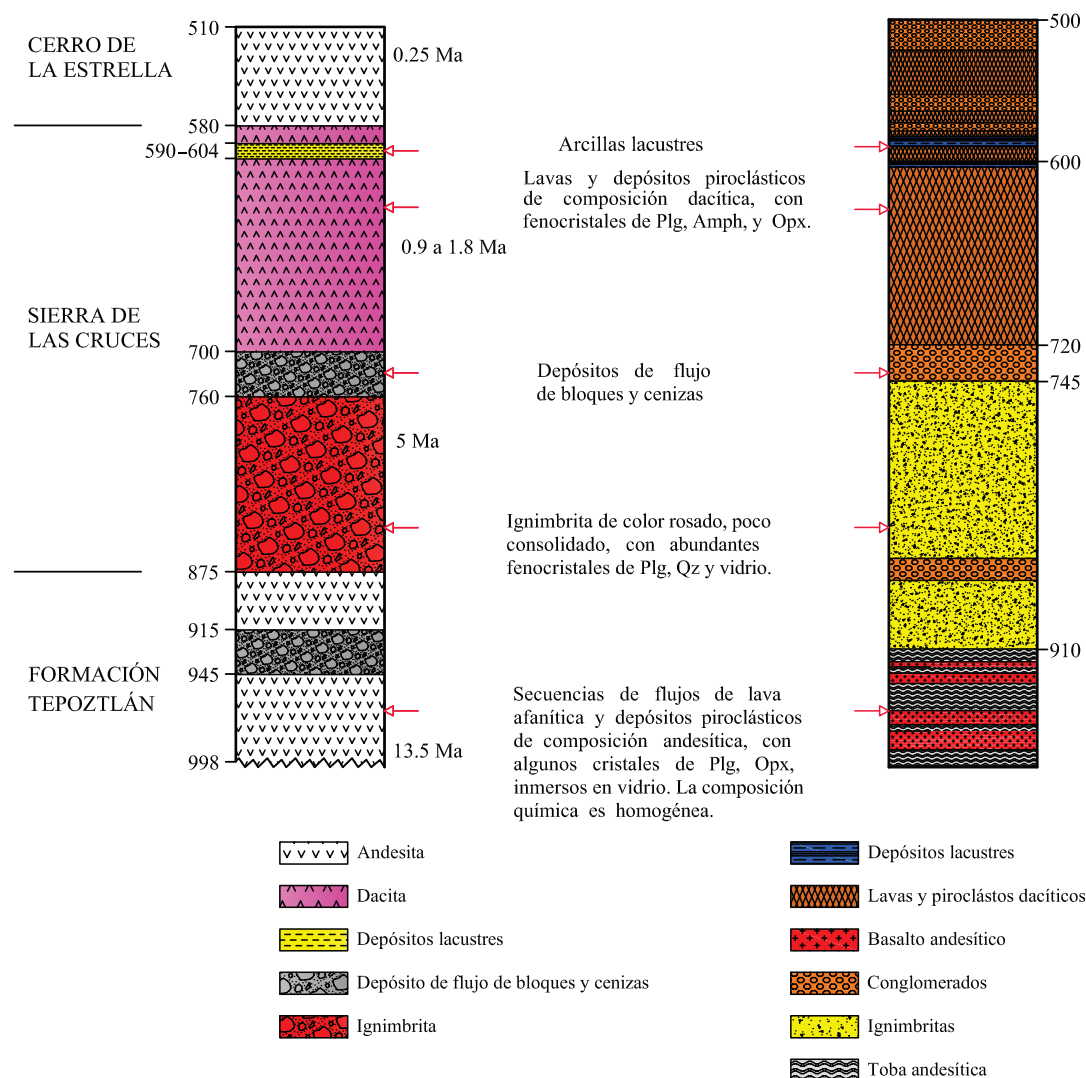 CERRO DE
LA ESTRELLA
SIERRA DE
LAS CRUCES
FORMACIÓN
TEPOZTLÁN
510
580
590–604
700
760
875
915
945
998
0.25 Ma
0.9 a 1.8 Ma
5 Ma
13.5 Ma
Arcillas lacustres
Lavas y depósitos piroclásticos
de composición dacítica, con
fenocristales de Plg, Amph, y Opx.
Depósitos de flujo
de bloques y cenizas
Ignimbrita de color rosado, poco
consolidado, con abundantes
fenocristales de Plg, Qz y vidrio.
Secuencias de flujos de lava
afanítica y depósitos piroclásticos
de composición andesítica, con
algunos cristales de Plg, Opx,
inmersos en vidrio. La composición
química es homogénea.
500
600
720
745
910
Andesita
Dacita
Depósitos lacustres
Depósito de flujo de bloques y cenizas
Ignimbrita
Depósitos lacustres
Lavas y piroclástos dacíticos
Basalto andesítico
Conglomerados
Ignimbritas
Toba andesítica